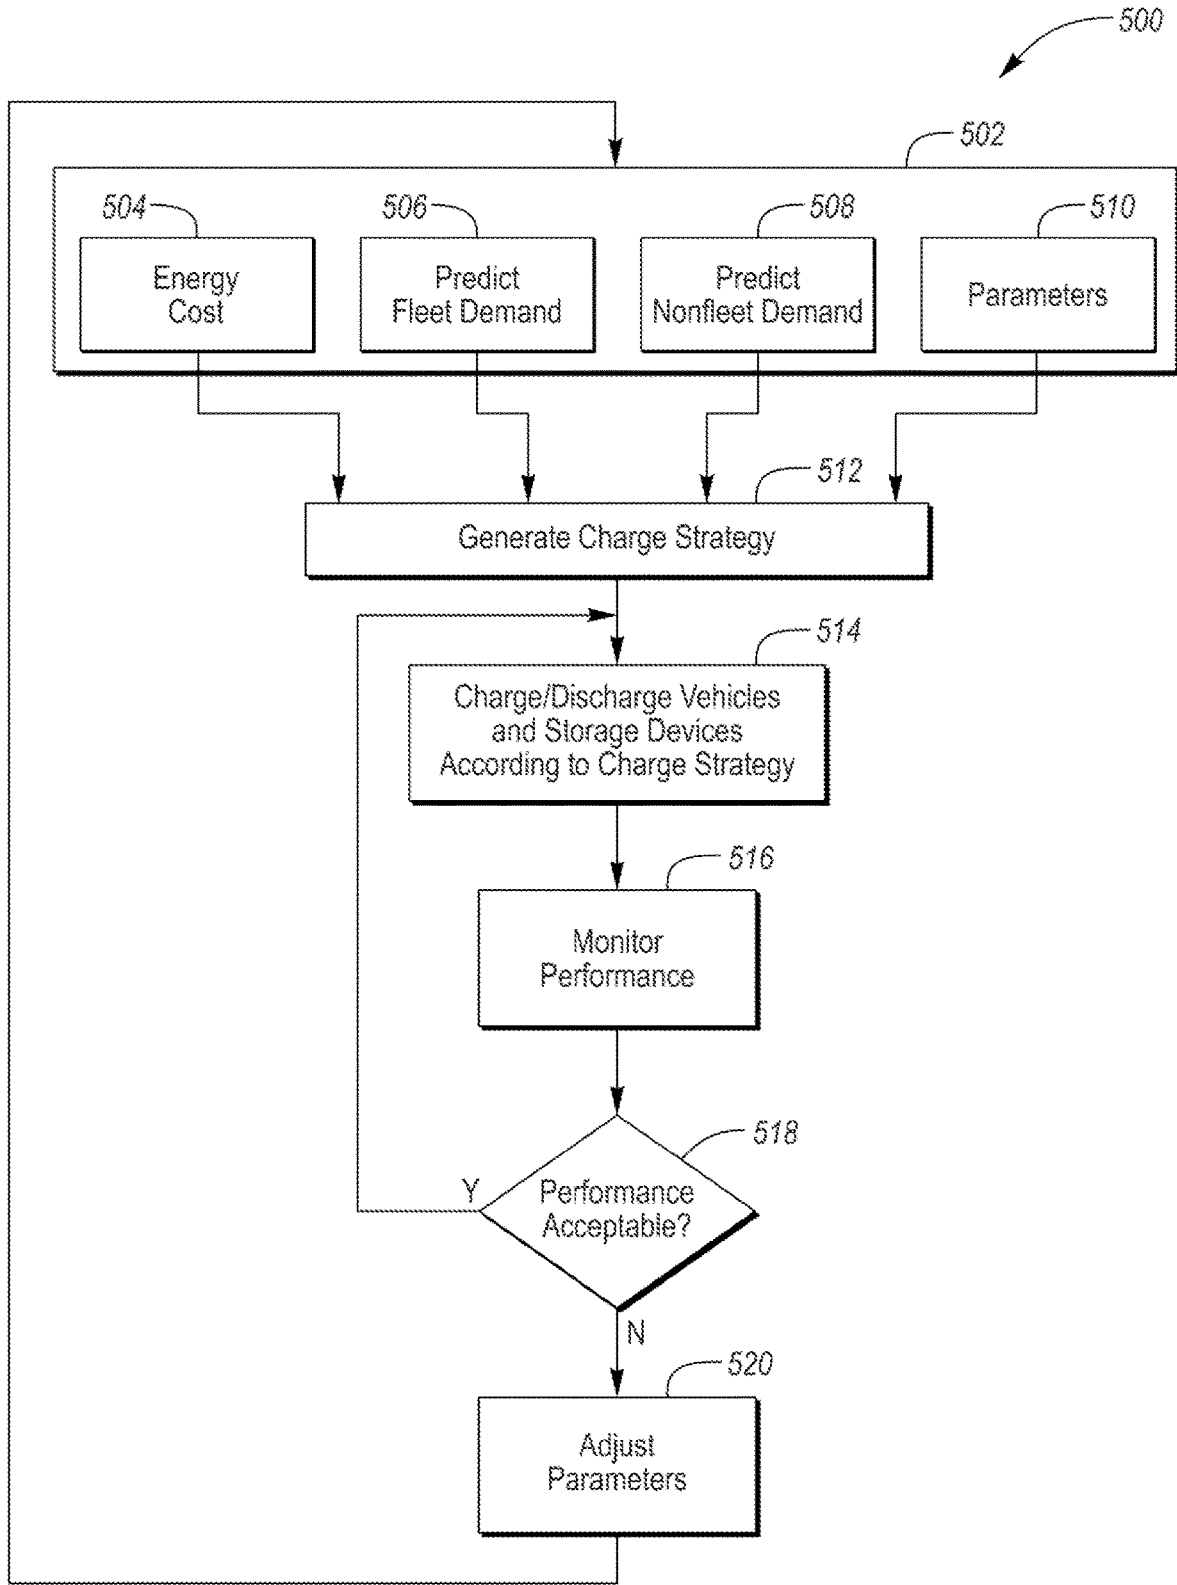 500
502
504
506
508
510
Energy
Cost
Predict
Fleet Demand
Predict
Nonfleet Demand
Parameters
512
Generate Charge Strategy
514
Charge/Discharge Vehicles
and Storage Devices
According to Charge Strategy
516
Monitor
Performance
518
Y
Performance
Acceptable?
N
520
Adjust
Parameters